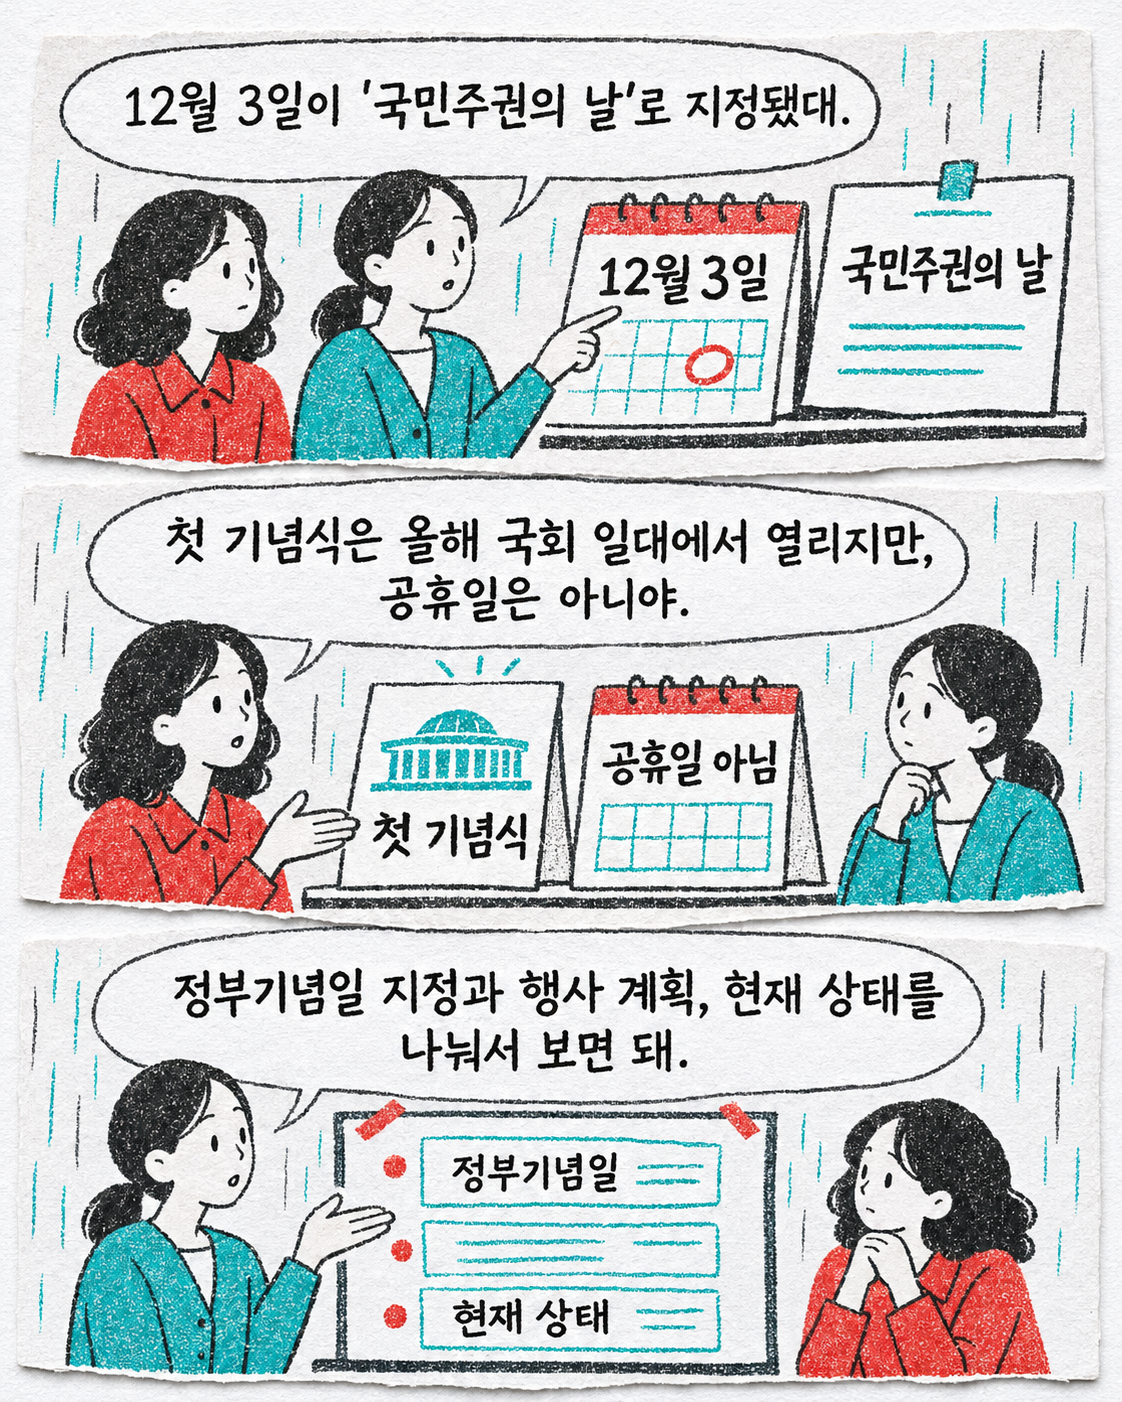 12월 3일이 '국민주권의 날'로 지정됐대.
12월 3일
국민주권의 날
첫 기념식은 올해 국회 일대에서 열리지만,
공휴일은 아니야.
첫 기념식
공휴일 아님
정부기념일 지정과 행사 계획, 현재 상태를
나눠서 보면 돼.
정부기념일
현재 상태